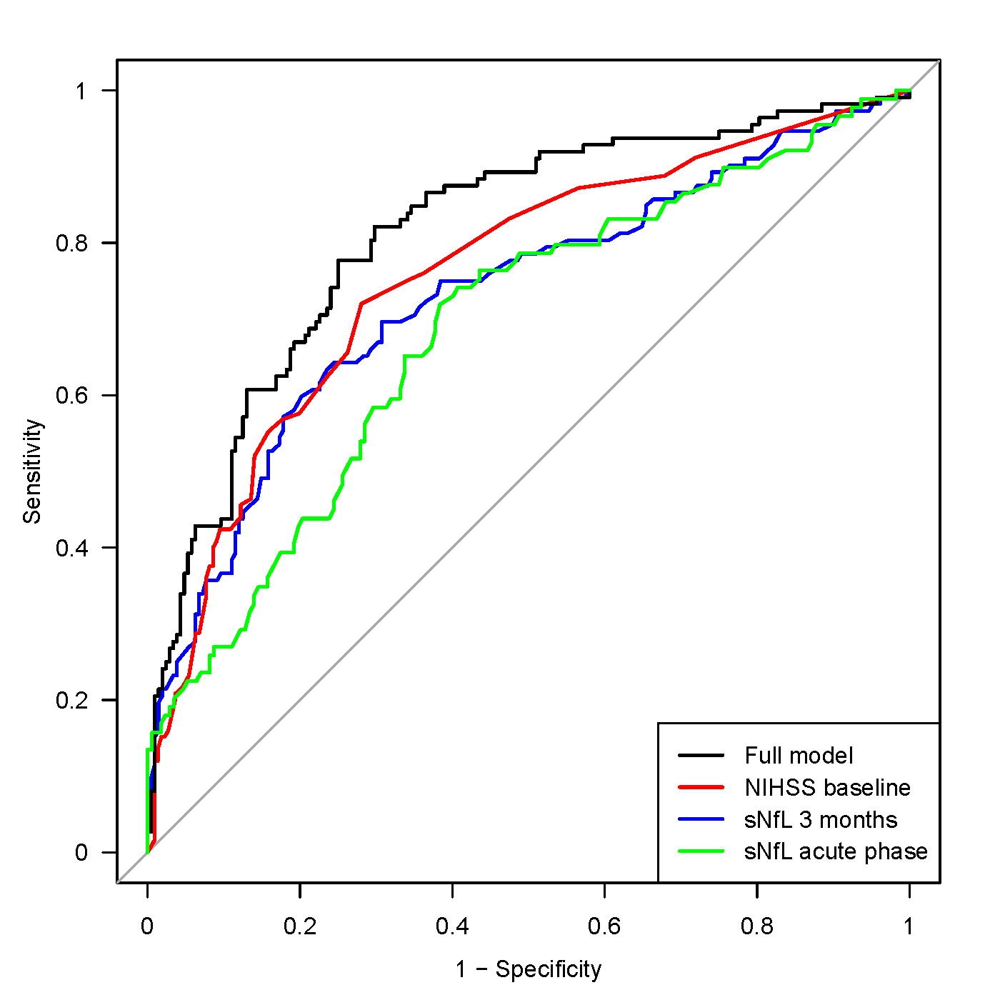 1
0.8
0.6
0.4
0.2
0
Sensitivity
0 0.2 0.4 0.6 0.8 1
1 − Specificity
Full model
NIHSS baseline
sNfL 3 months
sNfL acute phase